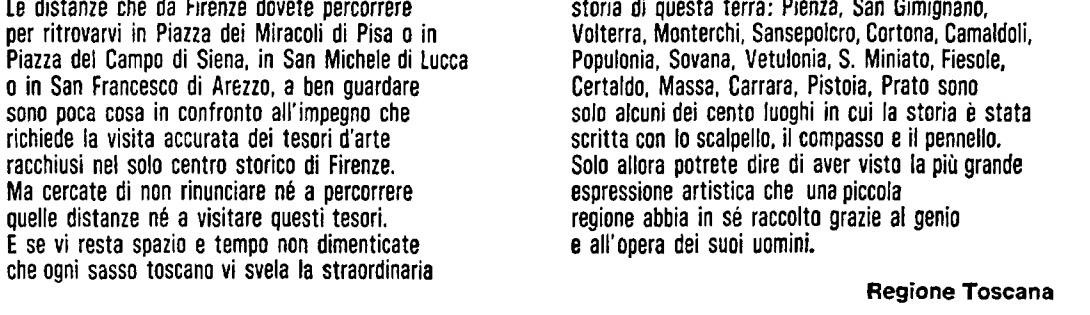 Le distanze che da Firenze dovete percorrere
per ritrovarvi in Piazza dei Miracoli di Pisa o in
Piazza del Campo di Siena, in San Michele di Lucca
o in San Francesco di Arezzo, a ben guardare
sono poca cosa in confronto all'impegno che
richiede la visita accurata dei tesori d'arte
racchiusi nel solo centro storico di Firenze.
Ma cercate di non rinunciare né a percorrere
quelle distanze né a visitare questi tesori.
E se vi resta spazio e tempo non dimenticate
che ogni sasso toscano vi svela la straordinaria
storia di questa terra: Pienza, San Gimignano,
Volterra, Monterchi, Sansepolcro, Cortona, Camaldoli,
Populonia, Sovana, Vetulonia, S. Miniato, Fiesole,
Certaldo, Massa, Carrara, Pistoia, Prato sono
solo alcuni dei cento luoghi in cui la storia è stata
scritta con lo scalpello, il compasso e il pennello.
Solo allora potrete dire di aver visto la più grande
espressione artistica che una piccola
regione abbia in sé raccolto grazie al genio
e all'opera dei suoi uomini.
Regione Toscana